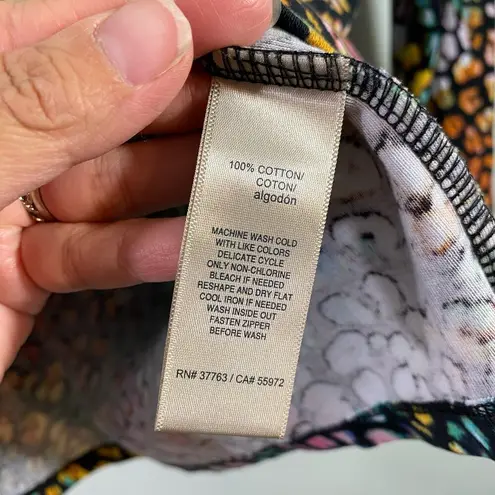 100% COTTON/
COTON/
algodón
MACHINE WASH COLD
WITH LIKE COLORS
DELICATE CYCLE
ONLY NON-CHLORINE
BLEACH IF NEEDED
RESHAPE AND DRY FLAT
COOL IRON IF NEEDED
WASH INSIDE OUT
FASTEN ZIPPER
BEFORE WASH
RN# 37763 / CA# 55972